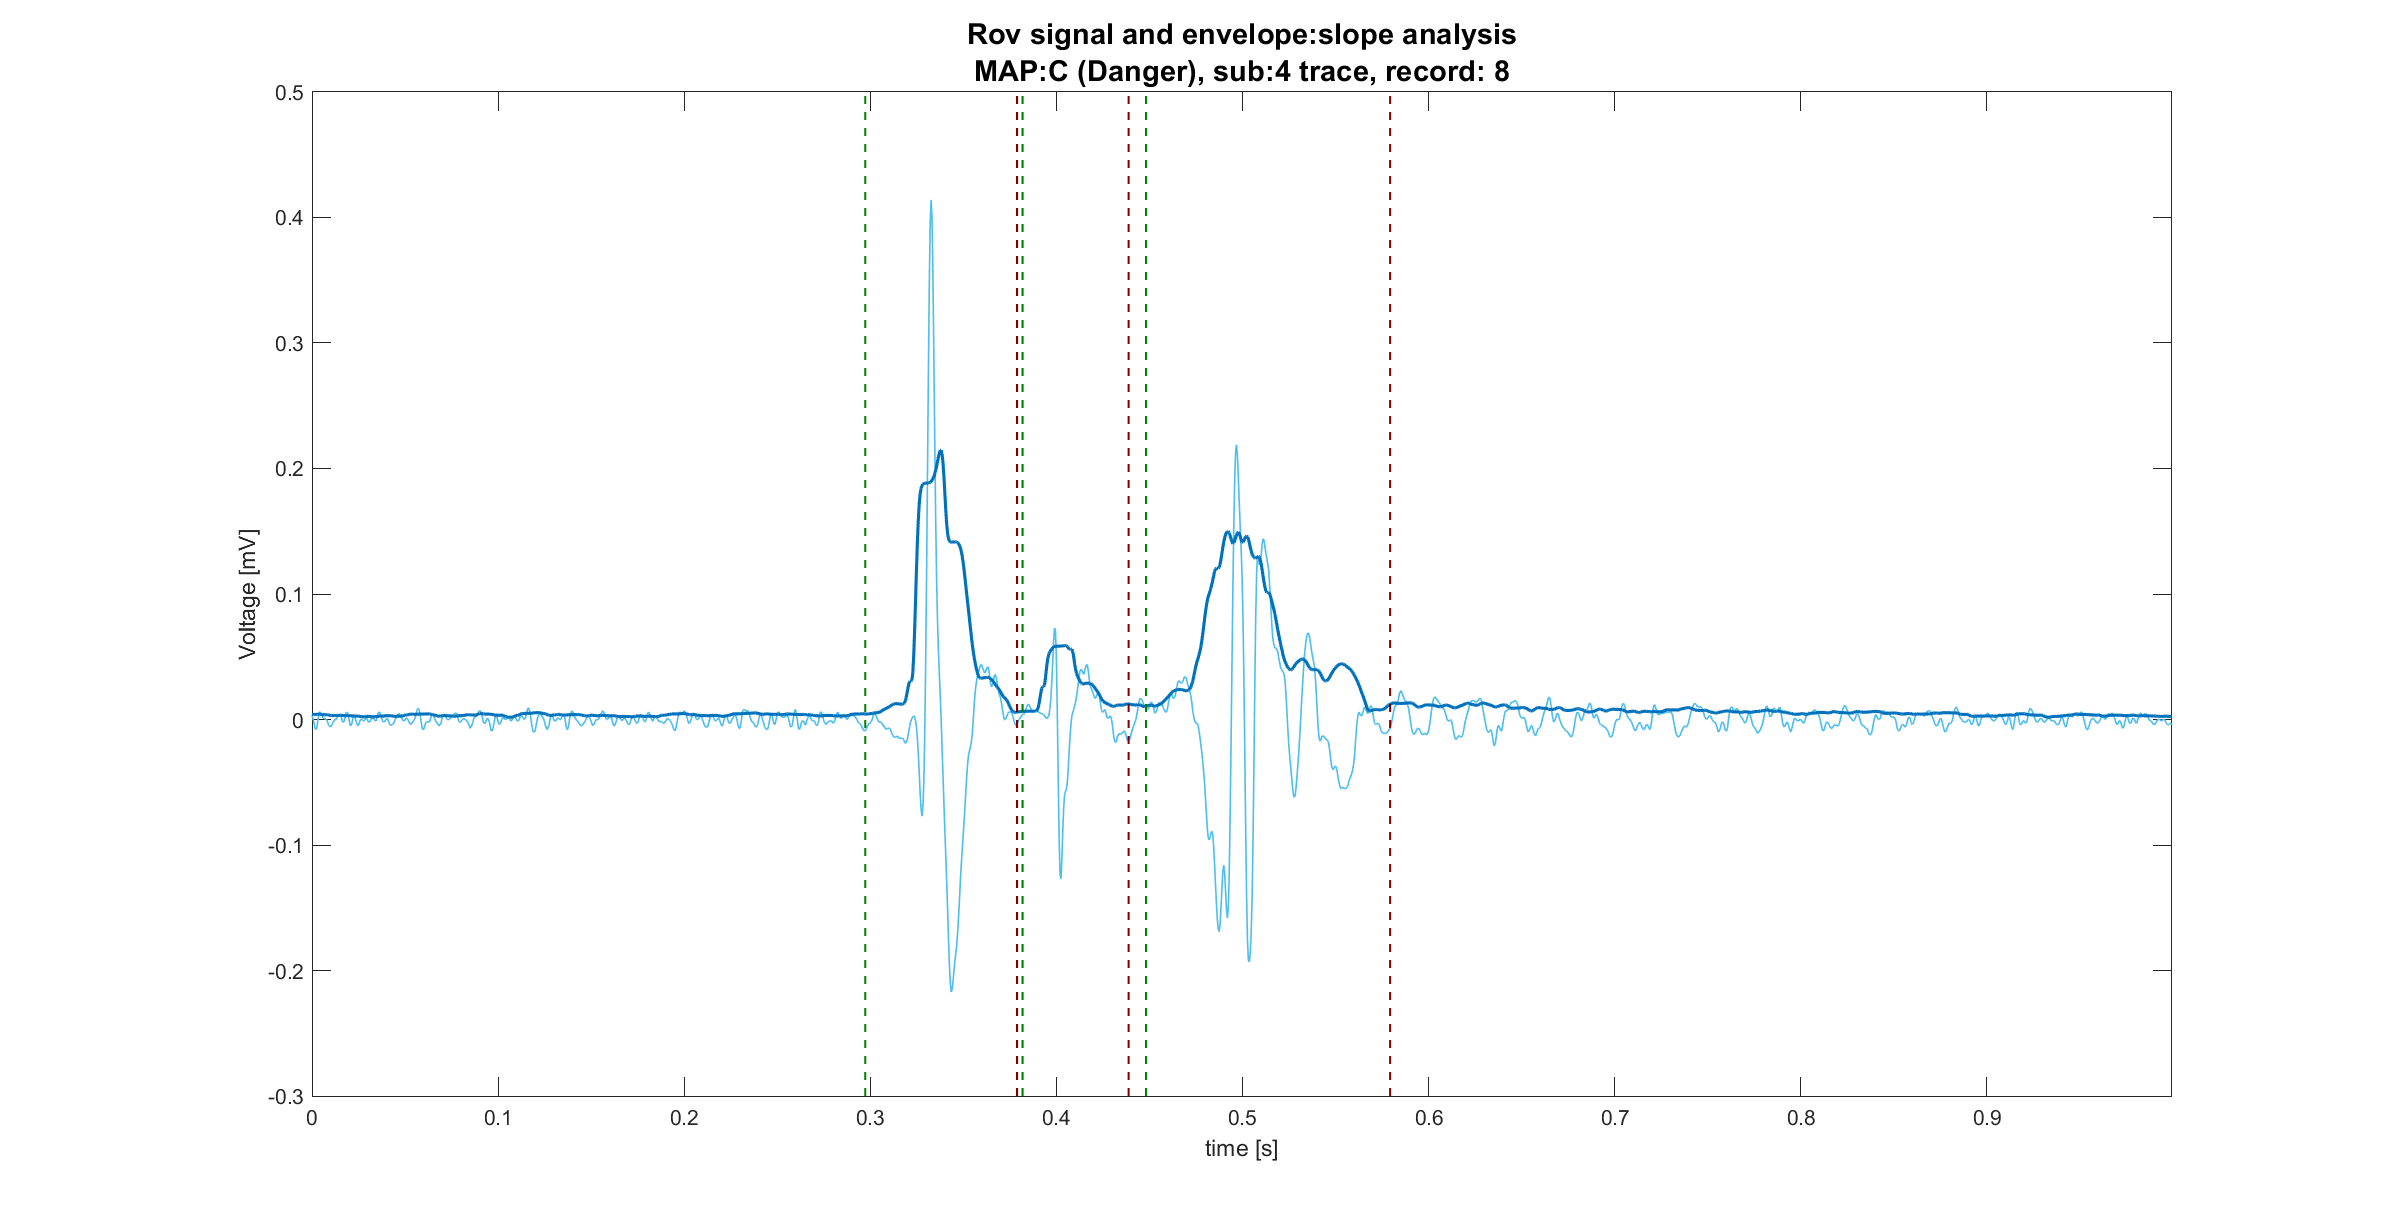 Rov signal and envelope:slope analysis
MAP:C (Danger), sub:4 trace, record: 8
0.5
0.4
0.3
0.2
0.1
0
-0.1
-0.2
-0.3
Voltage [mV]
0 0.1 0.2 0.3 0.4 0.5 0.6 0.7 0.8 0.9
time [s]